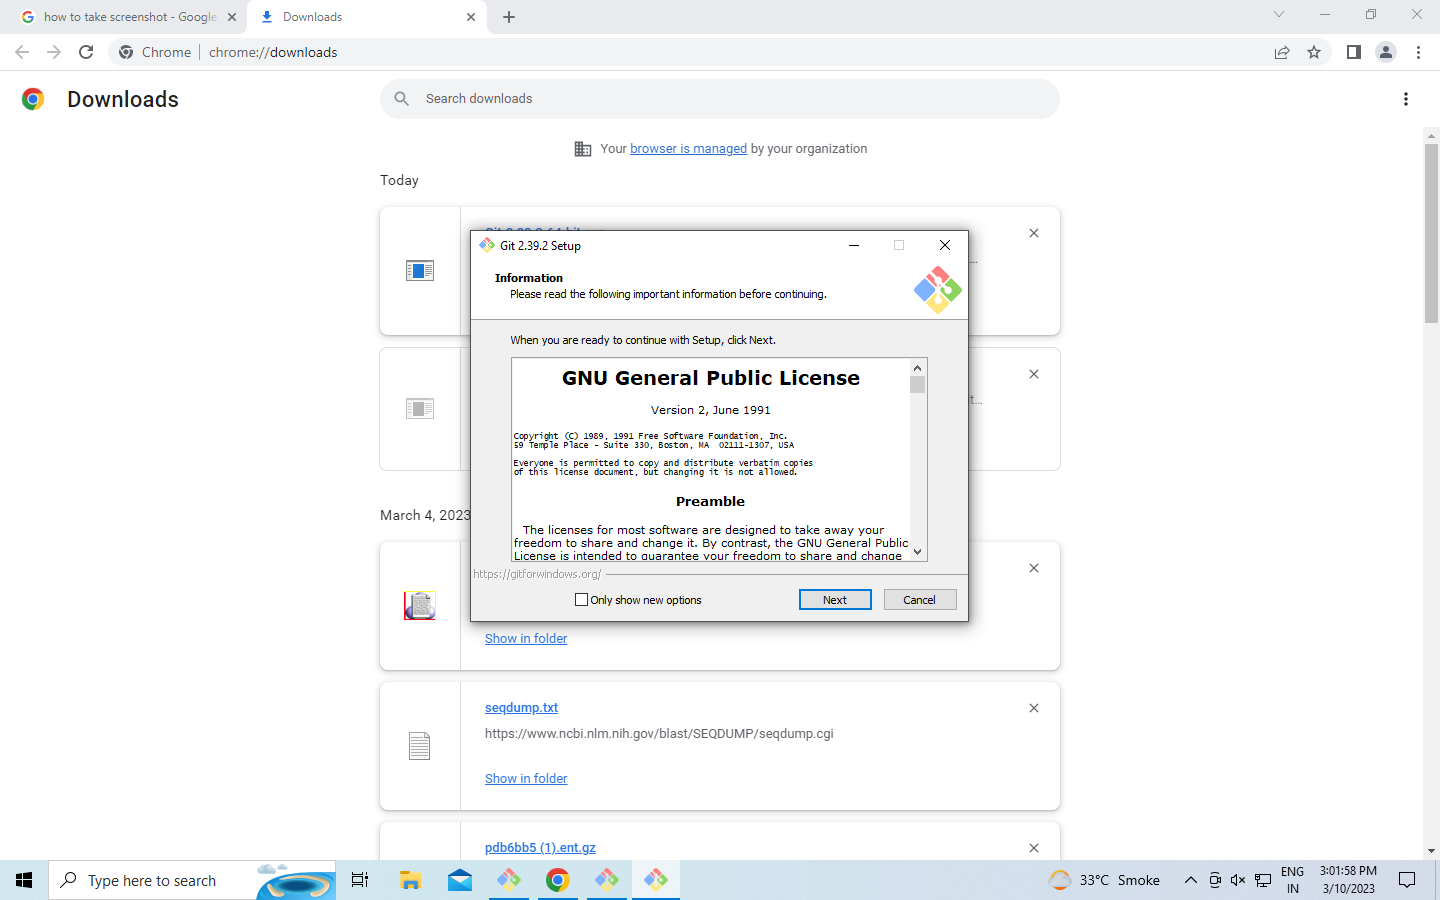 how to take screenshot - Google
Downloads
Chrome
chrome://downloads
Downloads
Search downloads
Your browser is managed by your organization
Today
Git 2.39.2 Setup
Information
Please read the following important information before continuing.
When you are ready to continue with Setup, click Next.
GNU General Public License
Version 2, June 1991
Copyright (C) 1989, 1991 Free Software Foundation, Inc.
59 Temple Place - Suite 330, Boston, MA 02111-1307, USA
Everyone is permitted to copy and distribute verbatim copies
of this license document, but changing it is not allowed.
Preamble
The licenses for most software are designed to take away your
freedom to share and change it. By contrast, the GNU General Public
License is intended to guarantee your freedom to share and change
https://gitforwindows.org/
Only show new options
Next
Cancel
t...
March 4, 2023
Show in folder
seqdump.txt
https://www.ncbi.nlm.nih.gov/blast/SEQDUMP/seqdump.cgi
Show in folder
pdb6bb5 (1).ent.gz
Type here to search
33°C Smoke
ENG
IN
3:01:58 PM
3/10/2023